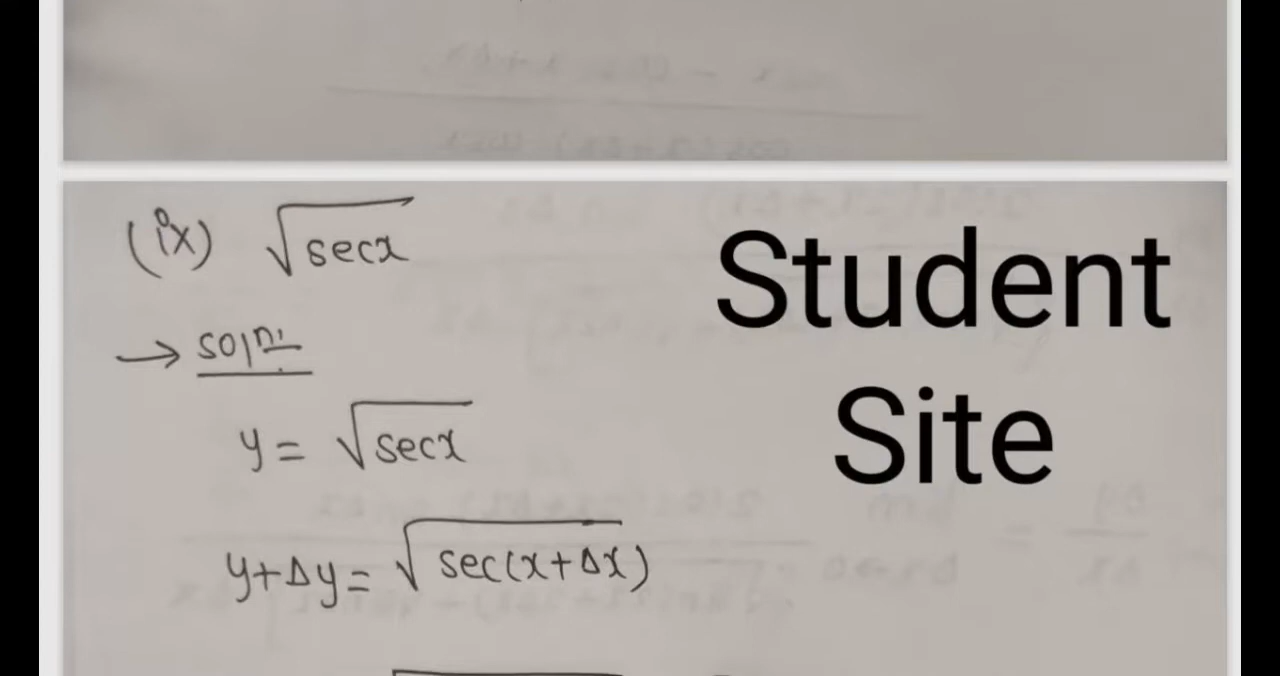 (ix) √secx
→ soln:
y = √secx
y+Δy = √sec(x+Δx)
Student
Site